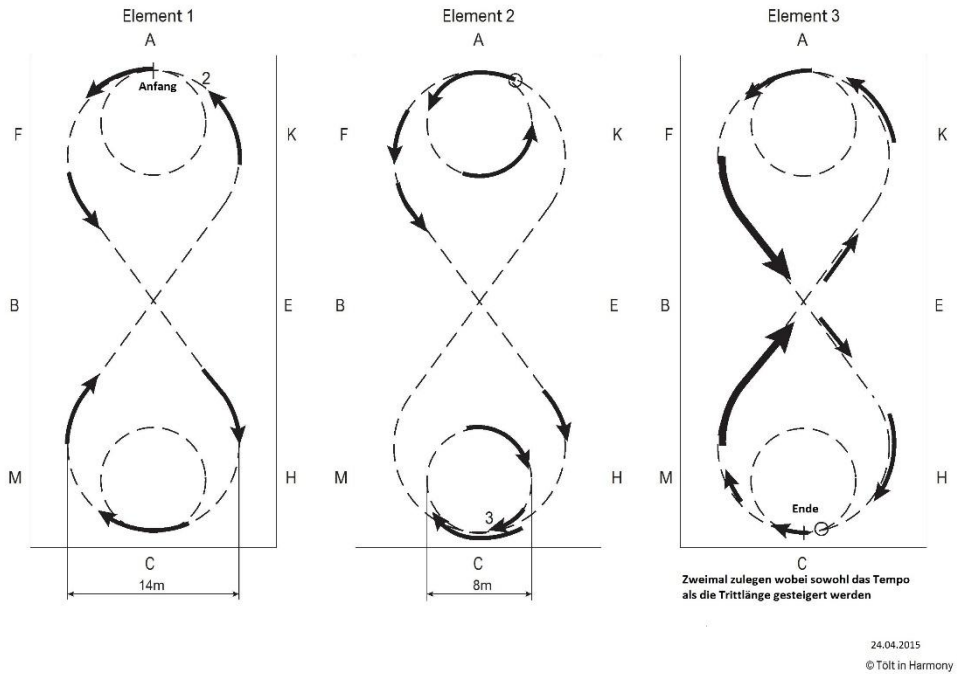 Element 1
A
Anfang
2
F
K
B
E
M
H
C
14m
Element 2
A
F
K
B
E
M
H
3
C
8m
Element 3
A
F
K
B
E
M
H
Ende
C
Zweimal zulegen wobei sowohl das Tempo
als die Trittlänge gesteigert werden
24.04.2015
© Tölt in Harmony